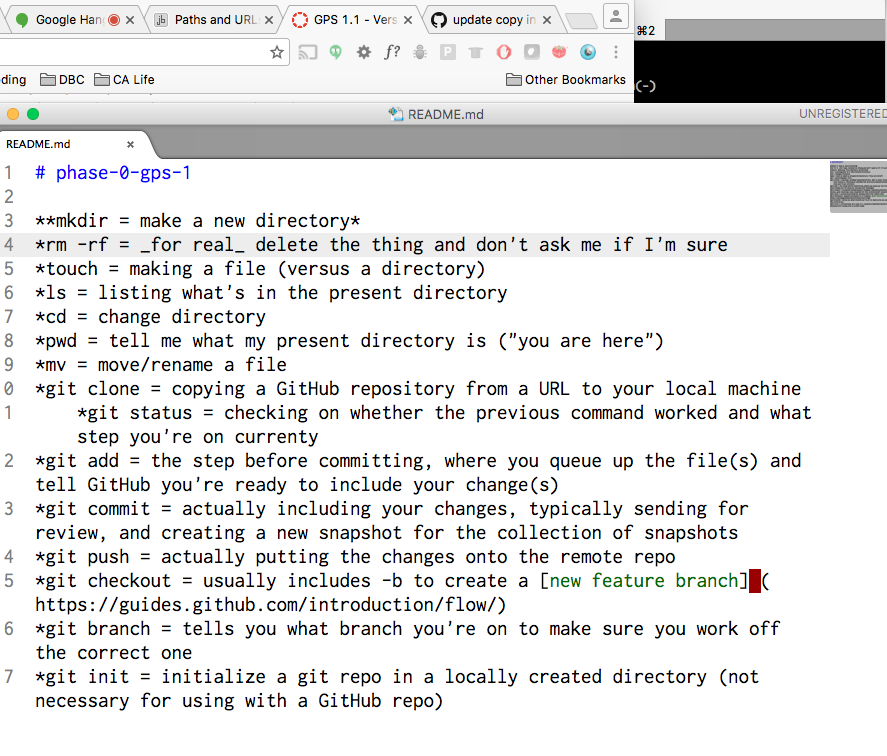 Google Han
Paths and URL
GPS 1.1 - Vers
update copy in
⌘2
f?
ding
DBC
CA Life
Other Bookmarks
(-)
README.md
UNREGISTERED
README.md
1 # phase-0-gps-1
2
3 **mkdir = make a new directory*
4 *rm -rf = _for real_ delete the thing and don't ask me if I'm sure
5 *touch = making a file (versus a directory)
6 *ls = listing what's in the present directory
7 *cd = change directory
8 *pwd = tell me what my present directory is ("you are here")
9 *mv = move/rename a file
0 *git clone = copying a GitHub repository from a URL to your local machine
1 *git status = checking on whether the previous command worked and what
step you're on currenty
2 *git add = the step before committing, where you queue up the file(s) and
tell GitHub you're ready to include your change(s)
3 *git commit = actually including your changes, typically sending for
review, and creating a new snapshot for the collection of snapshots
4 *git push = actually putting the changes onto the remote repo
5 *git checkout = usually includes -b to create a [new feature branch] (
https://guides.github.com/introduction/flow/)
6 *git branch = tells you what branch you're on to make sure you work off
the correct one
7 *git init = initialize a git repo in a locally created directory (not
necessary for using with a GitHub repo)